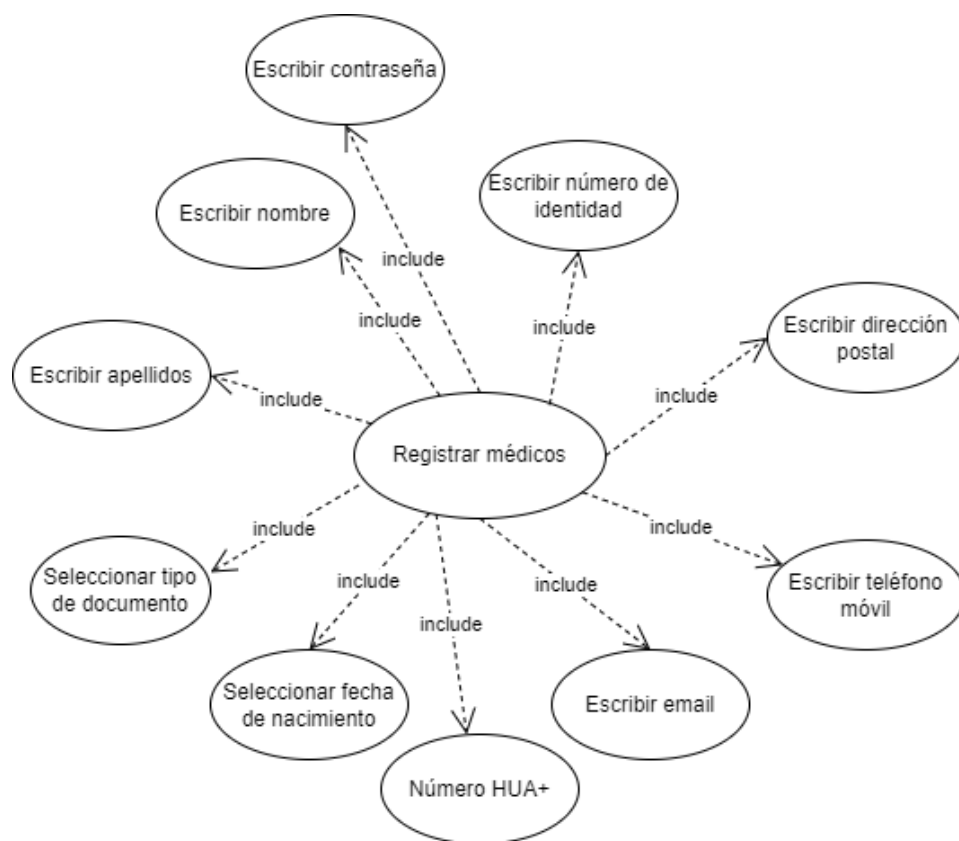 Escribir contraseña
Escribir número de
identidad
Escribir nombre
include
include
include
Escribir dirección
postal
Escribir apellidos
include
include
Registrar médicos
include
include
Seleccionar tipo
de documento
include
include
Escribir teléfono
móvil
include
Seleccionar fecha
de nacimiento
Escribir email
Número HUA+